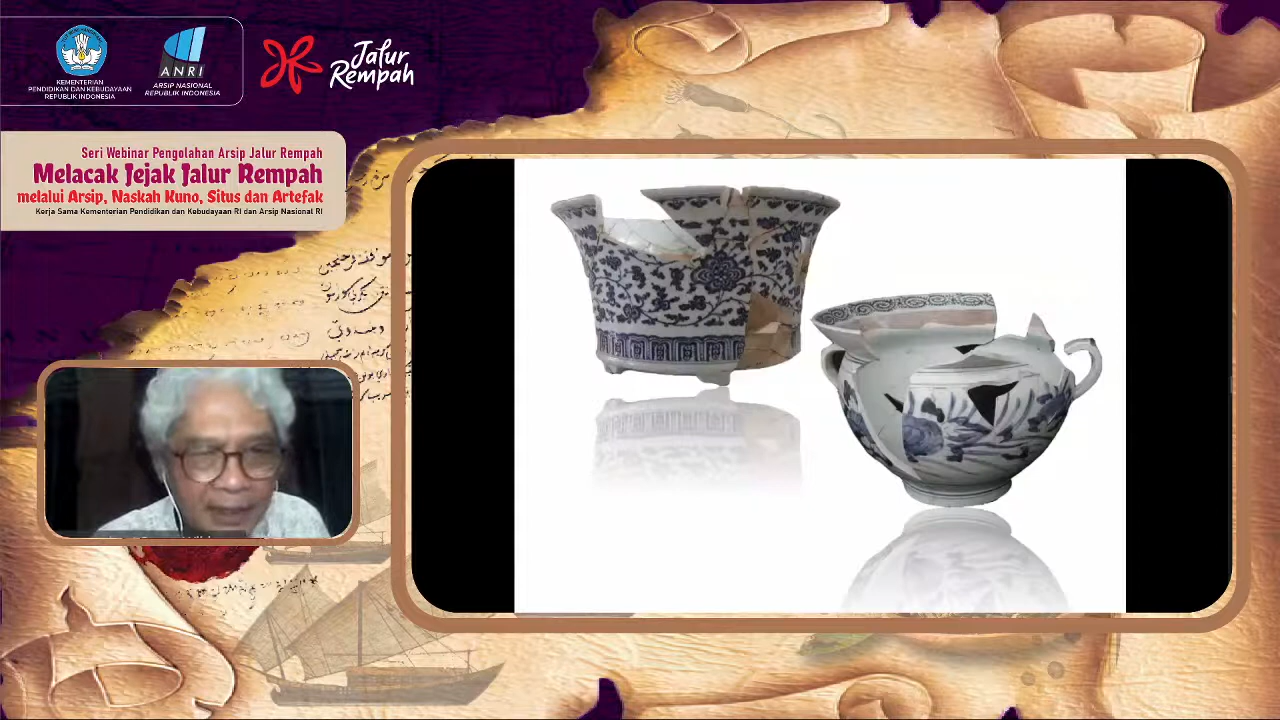 KEMENTERIAN
PENDIDIKAN DAN KEBUDAYAAN
REPUBLIK INDONESIA
ANRI
ARSIP NASIONAL
REPUBLIK INDONESIA
Jalur
Rempah
Seri Webinar Pengolahan Arsip Jalur Rempah
Melacak Jejak Jalur Rempah
melalui Arsip, Naskah Kuno, Situs dan Artefak
Kerja Sama Kementerian Pendidikan dan Kebudayaan RI dan Arsip Nasional RI